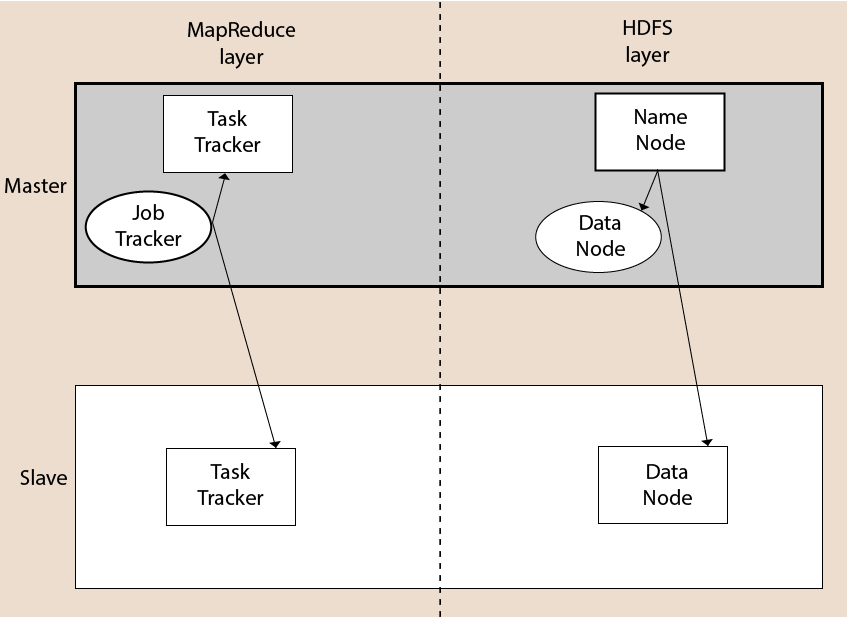 MapReduce
layer
HDFS
layer
Master
Task
Tracker
Name
Node
Job
Tracker
Data
Node
Slave
Task
Tracker
Data
Node